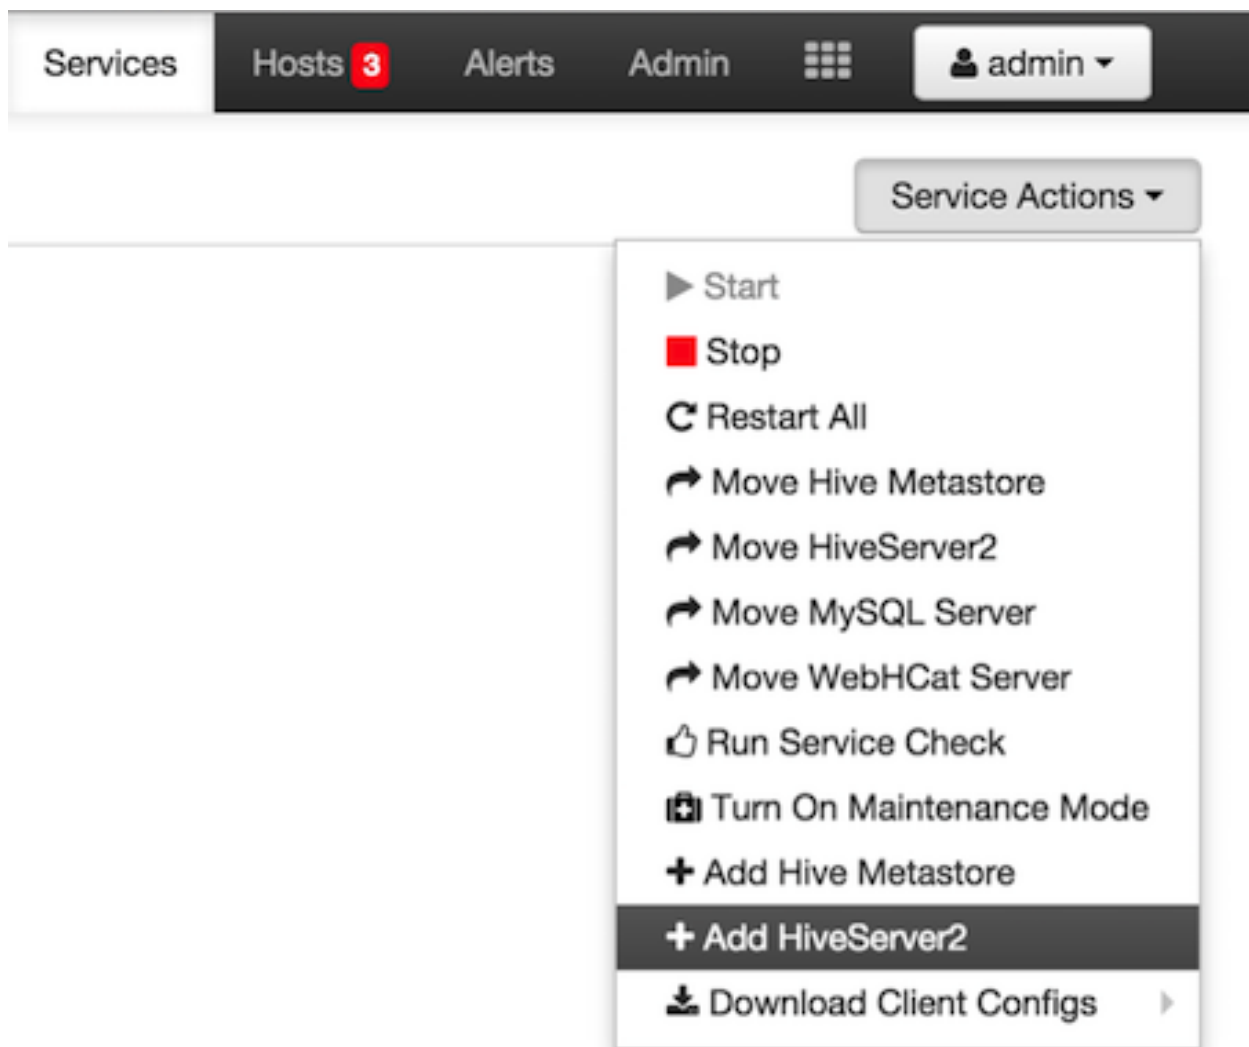 Services Hosts 3 Alerts Admin admin
Service Actions
Start
Stop
Restart All
Move Hive Metastore
Move HiveServer2
Move MySQL Server
Move WebHCat Server
Run Service Check
Turn On Maintenance Mode
Add Hive Metastore
Add HiveServer2
Download Client Configs